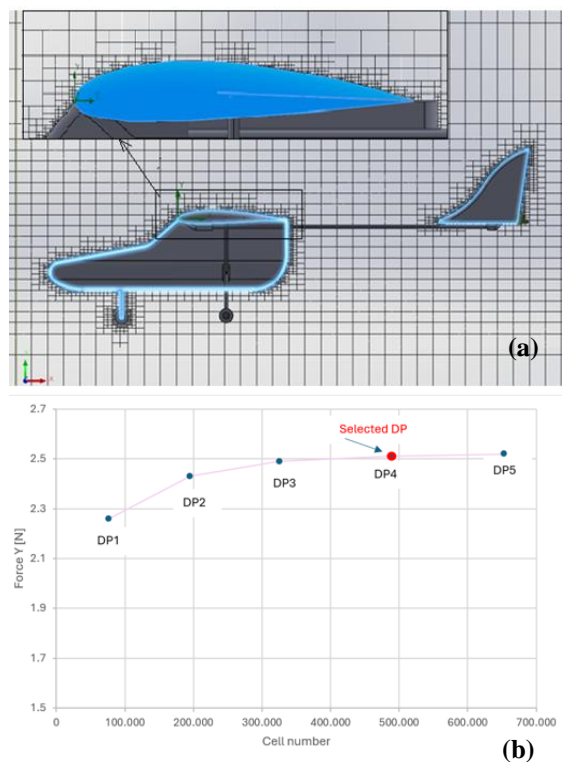 (a)
2.7
2.5
2.3
2.1
1.9
1.7
1.5
Force Y [N]
Selected DP
DP1
DP2
DP3
DP4
DP5
0
100.000
200.000
300.000
400.000
500.000
600.000
700.000
Cell number
(b)